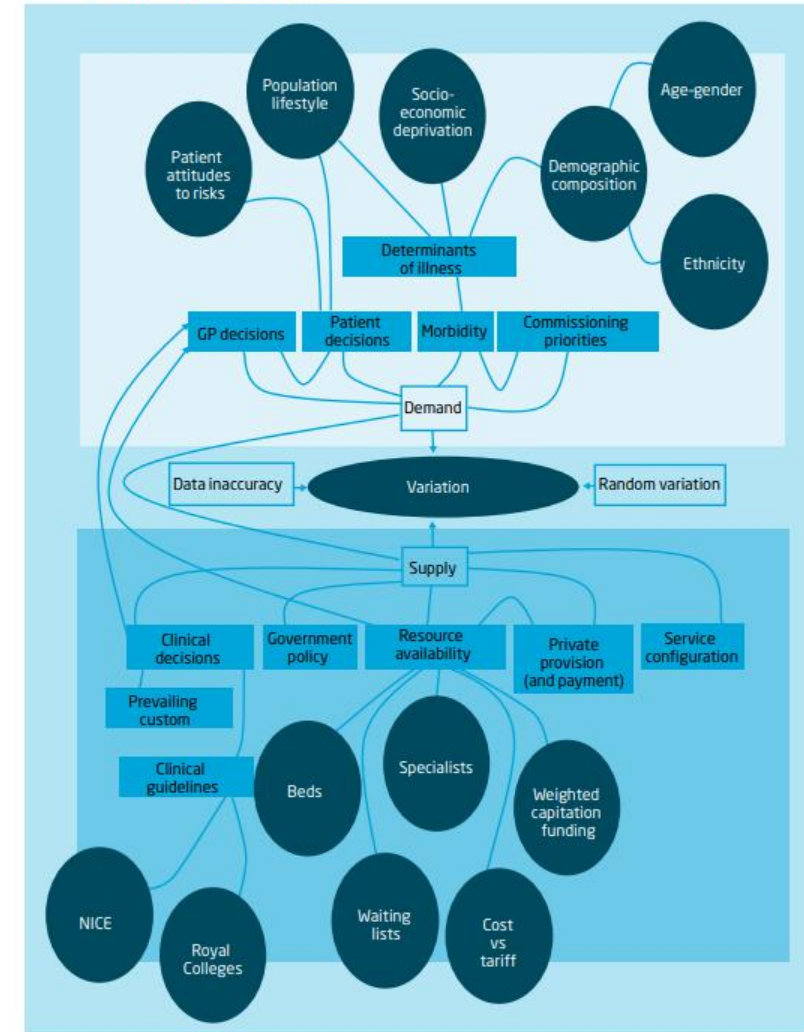 Population
lifestyle
Socio-
economic
deprivation
Age-gender
Patient
attitudes
to risks
Demographic
composition
Ethnicity
Determinants
of illness
GP decisions
Patient
decisions
Morbidity
Commissioning
priorities
Demand
Data inaccuracy
Variation
Random variation
Supply
Clinical
decisions
Government
policy
Resource
availability
Private
provision
(and payment)
Service
configuration
Prevailing
custom
Clinical
guidelines
Beds
Specialists
Weighted
capitation
funding
NICE
Royal
Colleges
Waiting
lists
Cost
vs
tariff